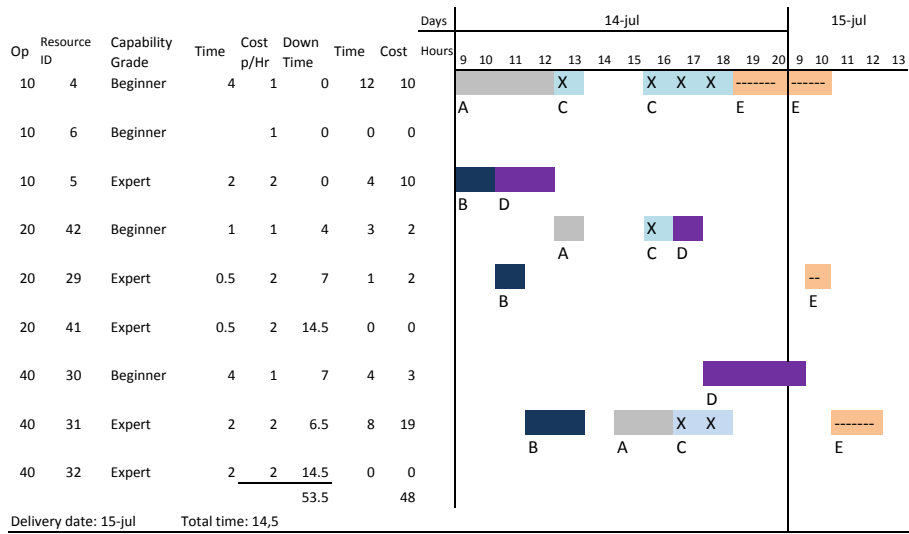 Days 14-jul 15-jul
Op Resource ID Capability Grade Time Cost p/Hr Down Time Time Cost Hours 9 10 11 12 13 14 15 16 17 18 19 20 9 10 11 12 13
10 4 Beginner 4 1 0 12 10 X X X X ------- ------
A C C E E
10 6 Beginner 1 0 0 0
10 5 Expert 2 2 0 4 10
B D
20 42 Beginner 1 1 4 3 2 X
A C D
20 29 Expert 0.5 2 7 1 2 --
B E
20 41 Expert 0.5 2 14.5 0 0
40 30 Beginner 4 1 7 4 3
D
40 31 Expert 2 2 6.5 8 19 X X -------
B A C E
40 32 Expert 2 2 14.5 0 0
53.5 48
Delivery date: 15-jul Total time: 14,5